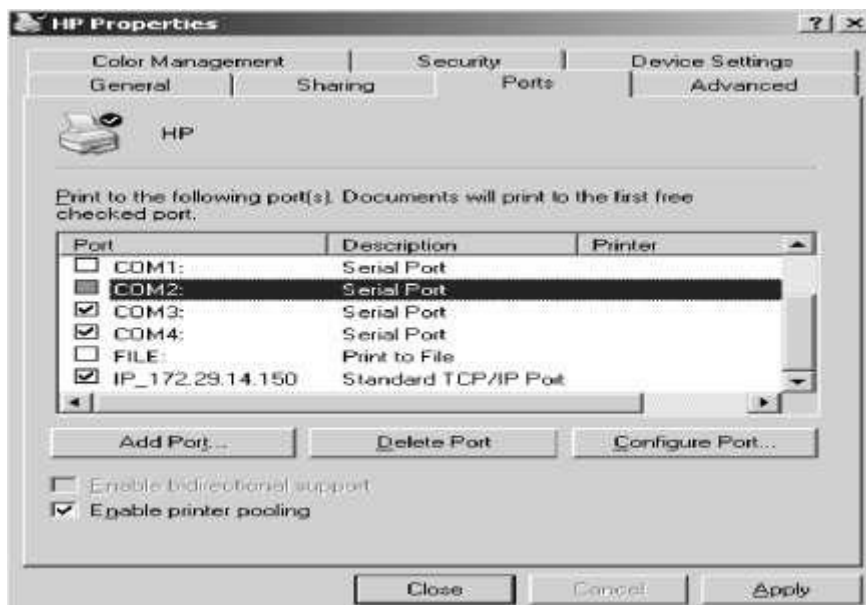 HP Properties
Color Management Security Device Settings
General Sharing Ports Advanced
HP
Print to the following port(s). Documents will print to the first free
checked port.
Port Description Printer
COM1: Serial Port
COM2: Serial Port
COM3: Serial Port
COM4: Serial Port
FILE: Print to File
IP_172.29.14.150 Standard TCP/IP Port
Add Port... Delete Port Configure Port...
Enable bidirectional support
Enable printer pooling
Close Cancel Apply